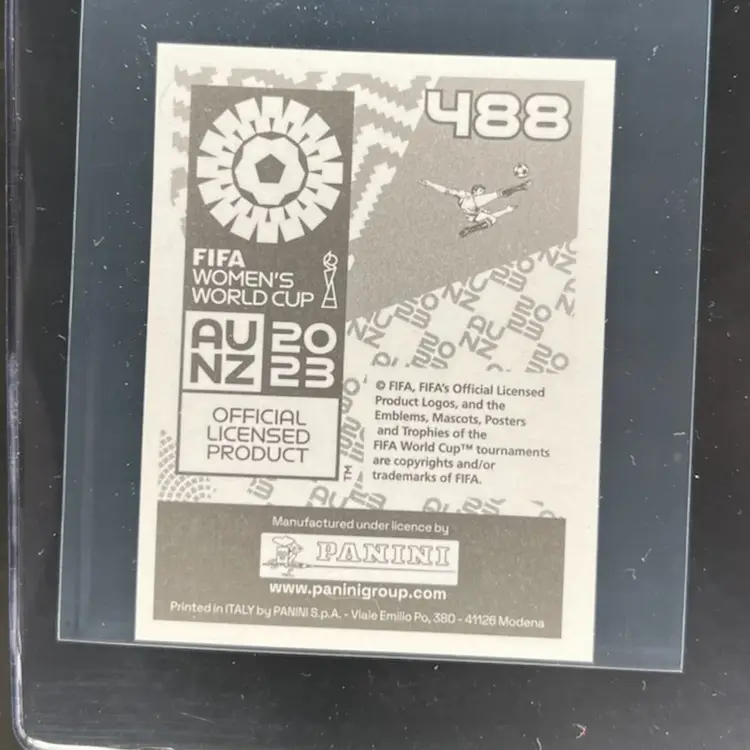 488
FIFA
WOMEN'S
WORLD CUP
AU 20
NZ 23
OFFICIAL
LICENSED
PRODUCT
TM
© FIFA, FIFA's Official Licensed
Product Logos, and the
Emblems, Mascots, Posters
and Trophies of the
FIFA World Cup™ tournaments
are copyrights and/or
trademarks of FIFA.
Manufactured under licence by
PANINI
www.paninigroup.com
Printed in ITALY by PANINI S.p.A. - Viale Emilio Po, 380 - 41126 Modena